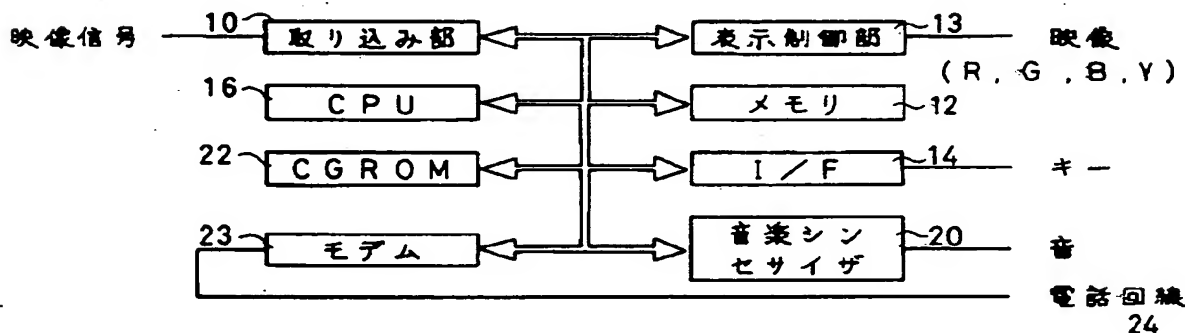 映像信号 10 取り込み部 表示制御部 13 映像
(R,G,B,Y)
16 CPU メモリ 12
22 CGROM I/F 14 キー
23 モデム 音楽シン
セサイザ 20 音
電話回線
24